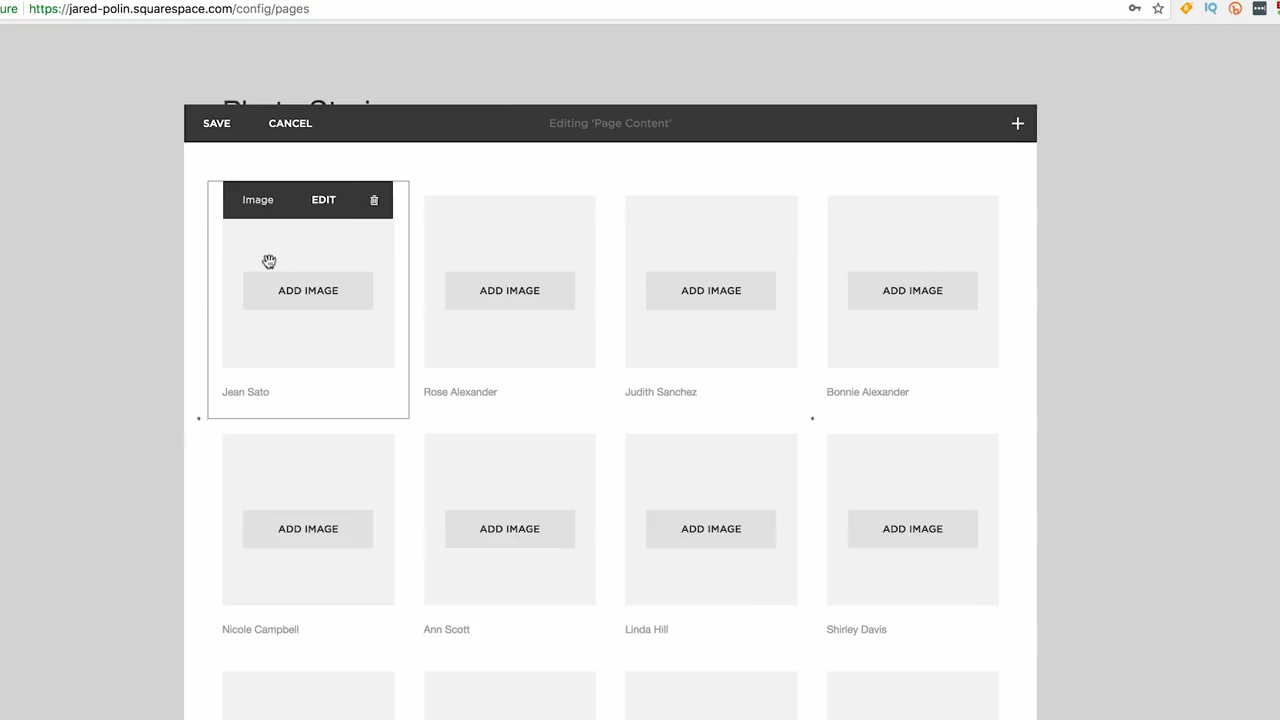 ure https://jared-polin.squarespace.com/config/pages
SAVE CANCEL Editing 'Page Content' +
Image EDIT
ADD IMAGE ADD IMAGE ADD IMAGE ADD IMAGE
Jean Sato Rose Alexander Judith Sanchez Bonnie Alexander
ADD IMAGE ADD IMAGE ADD IMAGE ADD IMAGE
Nicole Campbell Ann Scott Linda Hill Shirley Davis